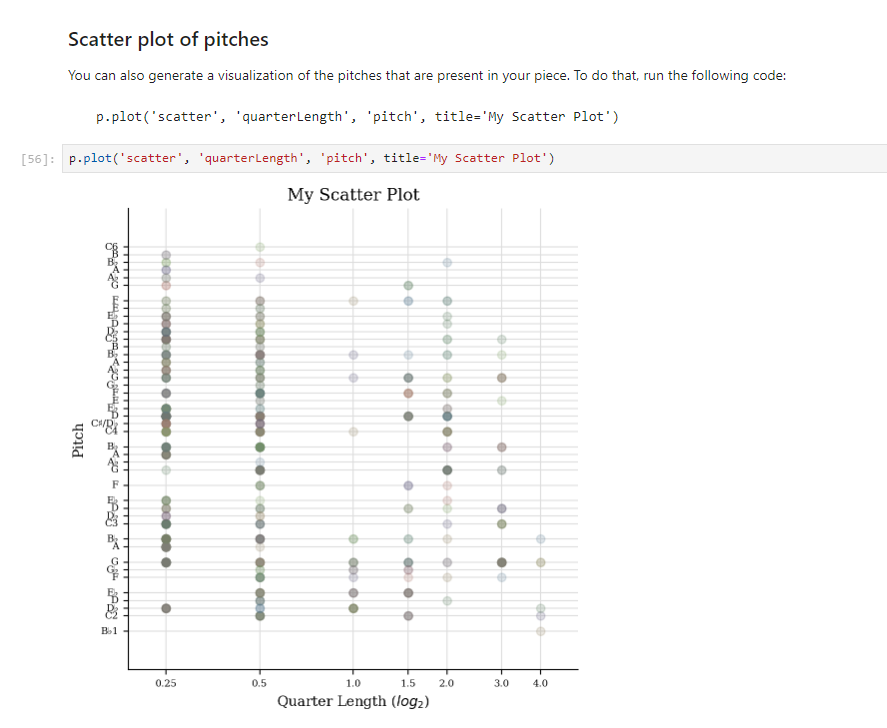 Scatter plot of pitches
You can also generate a visualization of the pitches that are present in your piece. To do that, run the following code:
p.plot('scatter', 'quarterLength', 'pitch', title='My Scatter Plot')
[56]: p.plot('scatter', 'quarterLength', 'pitch', title='My Scatter Plot')
My Scatter Plot
C6
B
B♭
A
A♭
G
F
E
E♭
D
D♭
C5
B
B♭
A
A♭
G
G♭
F
E
E♭
D
C♯/D♭
C4
B♭
A
A♭
G
F
E♭
D
D♭
C3
B♭
A
G
G♭
F
E♭
D
D♭
C2
B♭1
Pitch
0.25 0.5 1.0 1.5 2.0 3.0 4.0
Quarter Length (log₂)